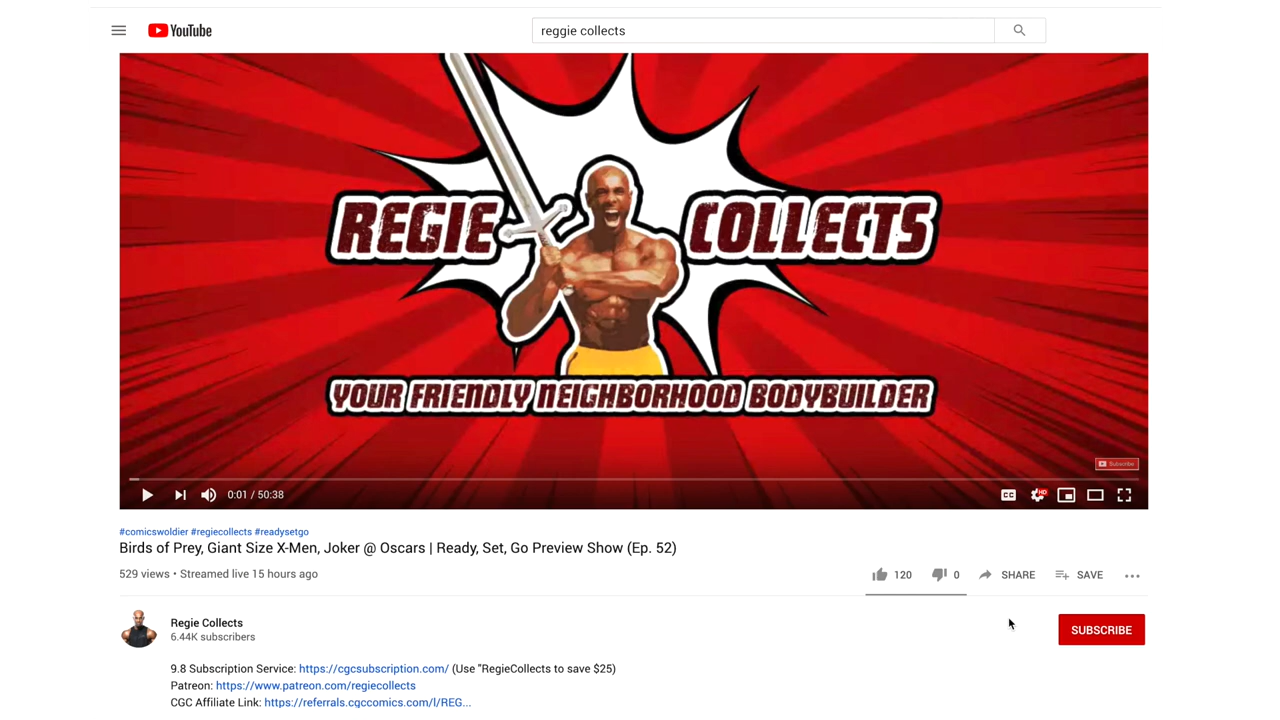 YouTube
reggie collects
REGIE COLLECTS
YOUR FRIENDLY NEIGHBORHOOD BODYBUILDER
Subscribe
0:01 / 50:38
CC
HD
#comicswoldier #regiecollects #readysetgo
Birds of Prey, Giant Size X-Men, Joker @ Oscars | Ready, Set, Go Preview Show (Ep. 52)
529 views • Streamed live 15 hours ago
120 0 SHARE SAVE
Regie Collects
6.44K subscribers
SUBSCRIBE
9.8 Subscription Service: https://cgcsubscription.com/ (Use "RegieCollects to save $25)
Patreon: https://www.patreon.com/regiecollects
CGC Affiliate Link: https://referrals.cgccomics.com/l/REG...